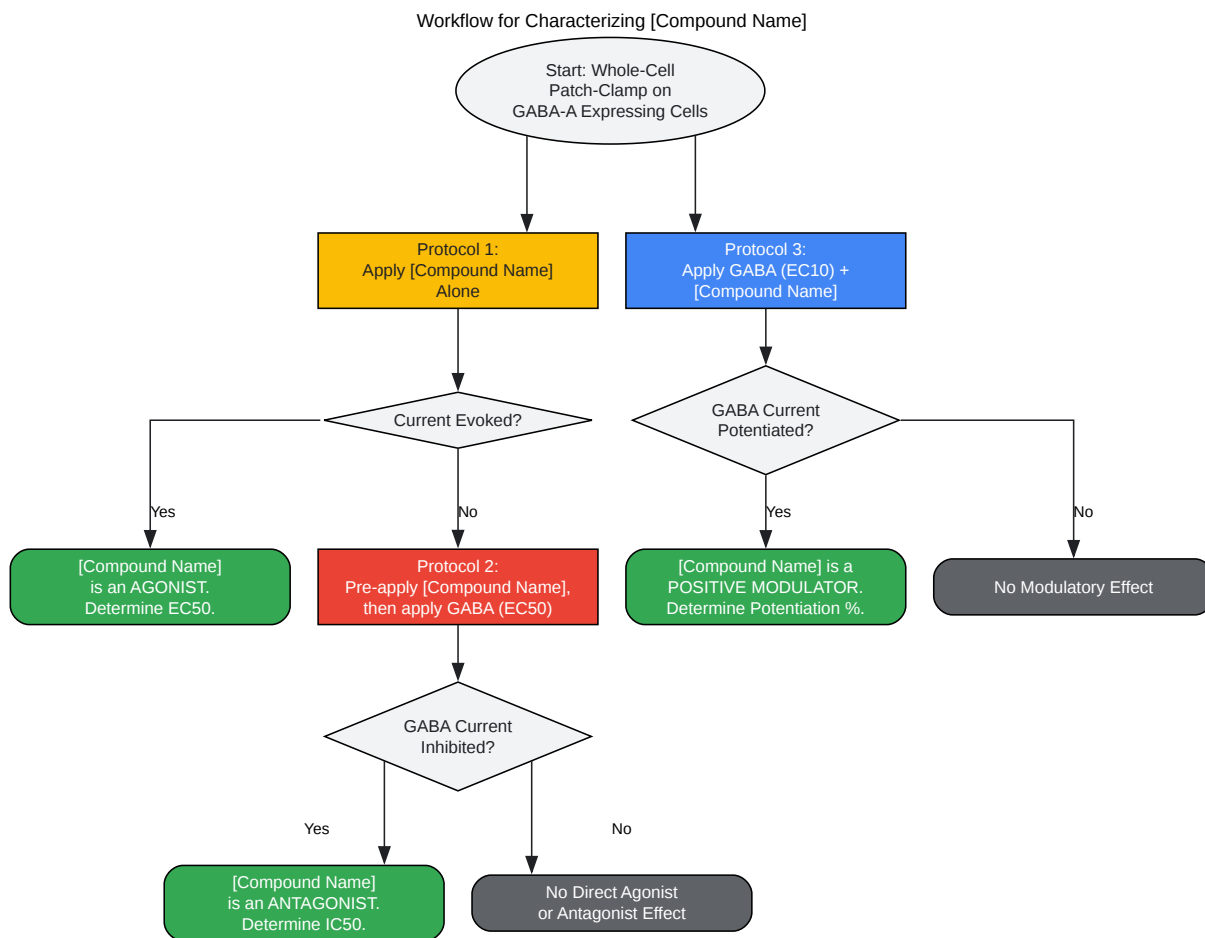 Workflow for Characterizing [Compound Name]
Start: Whole-Cell
Patch-Clamp on
GABA-A Expressing Cells
Protocol 1:
Apply [Compound Name]
Alone
Protocol 3:
Apply GABA (EC10) +
[Compound Name]
Current Evoked?
GABA Current
Potentiated?
Yes
No
Yes
No
[Compound Name]
is an AGONIST.
Determine EC50.
Protocol 2:
Pre-apply [Compound Name],
then apply GABA (EC50)
[Compound Name] is a
POSITIVE MODULATOR.
Determine Potentiation %.
No Modulatory Effect
GABA Current
Inhibited?
Yes
No
[Compound Name]
is an ANTAGONIST.
Determine IC50.
No Direct Agonist
or Antagonist Effect